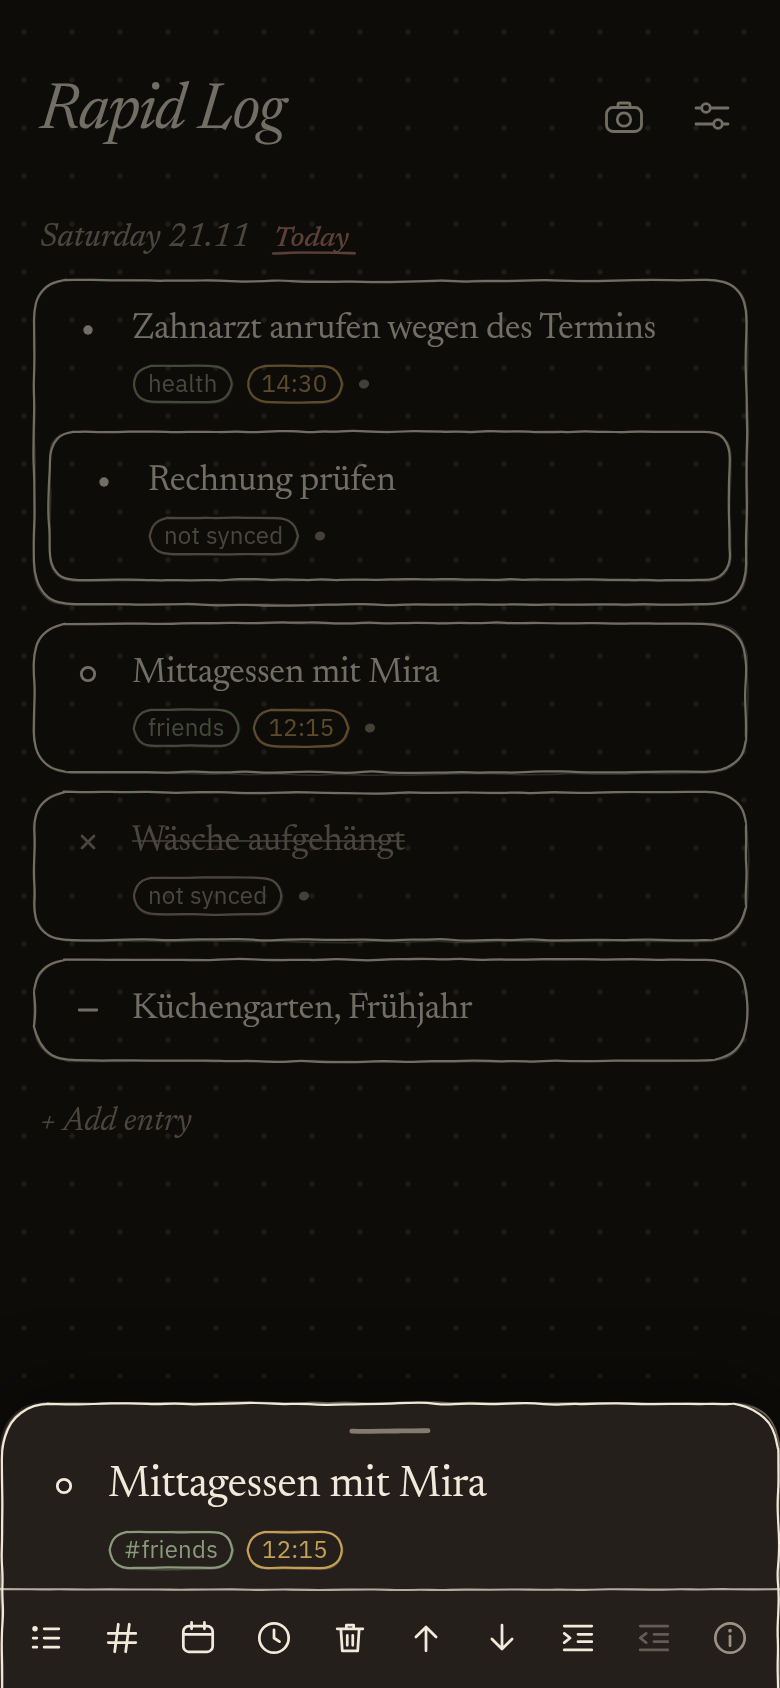 Rapid Log
Saturday 21.11 Today
Zahnarzt anrufen wegen des Termins
health 14:30
Rechnung prüfen
not synced
Mittagessen mit Mira
friends 12:15
Wäsche aufgehängt
not synced
Küchengarten, Frühjahr
+ Add entry
Mittagessen mit Mira
#friends 12:15